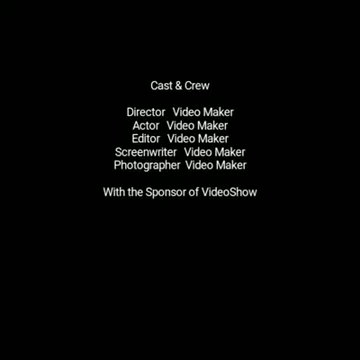 Cast & Crew
Director Video Maker
Actor Video Maker
Editor Video Maker
Screenwriter Video Maker
Photographer Video Maker
With the Sponsor of VideoShow